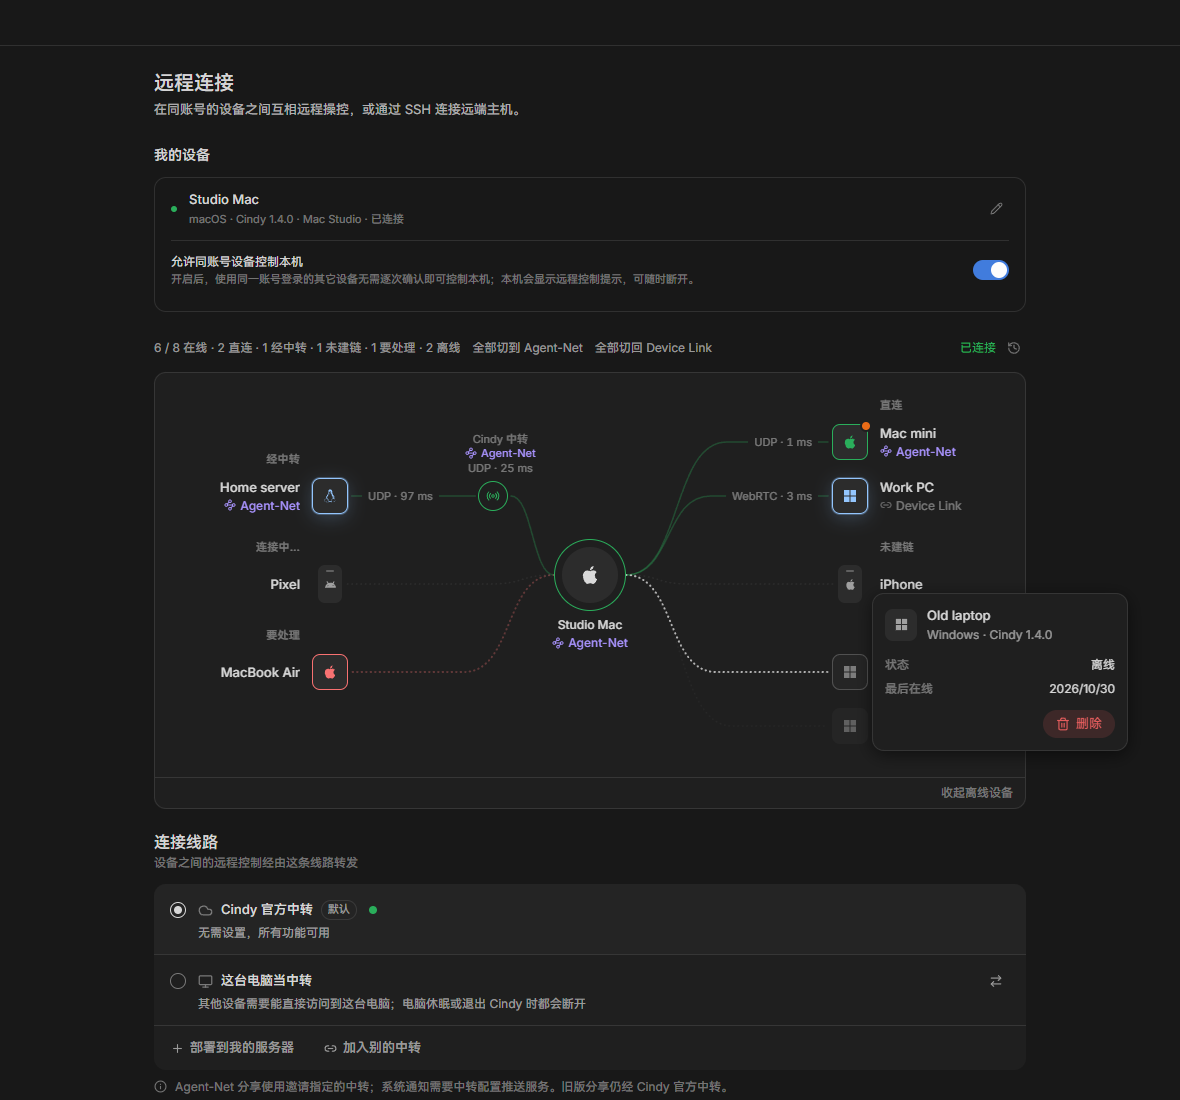 远程连接
在同账号的设备之间互相远程操控，或通过 SSH 连接远端主机。
我的设备
Studio Mac
macOS · Cindy 1.4.0 · Mac Studio · 已连接
允许同账号设备控制本机
开启后，使用同一账号登录的其它设备无需逐次确认即可控制本机；本机会显示远程控制提示，可随时断开。
6 / 8 在线 · 2 直连 · 1 经中转 · 1 未建链 · 1 要处理 · 2 离线 全部切到 Agent-Net 全部切回 Device Link
已连接
直连
Mac mini
Agent-Net
UDP · 1 ms
Cindy 中转
Agent-Net
UDP · 25 ms
经中转
Home server
Agent-Net
UDP · 97 ms
WebRTC · 3 ms
Work PC
Device Link
连接中...
Pixel
未建链
iPhone
Studio Mac
Agent-Net
要处理
MacBook Air
Old laptop
Windows · Cindy 1.4.0
状态 离线
最后在线 2026/10/30
删除
收起离线设备
连接线路
设备之间的远程控制经由这条线路转发
Cindy 官方中转 默认
无需设置，所有功能可用
这台电脑当中转
其他设备需要能直接访问到这台电脑；电脑休眠或退出 Cindy 时都会断开
部署到我的服务器 加入别的中转
Agent-Net 分享使用邀请指定的中转；系统通知需要中转配置推送服务。旧版分享仍经 Cindy 官方中转。